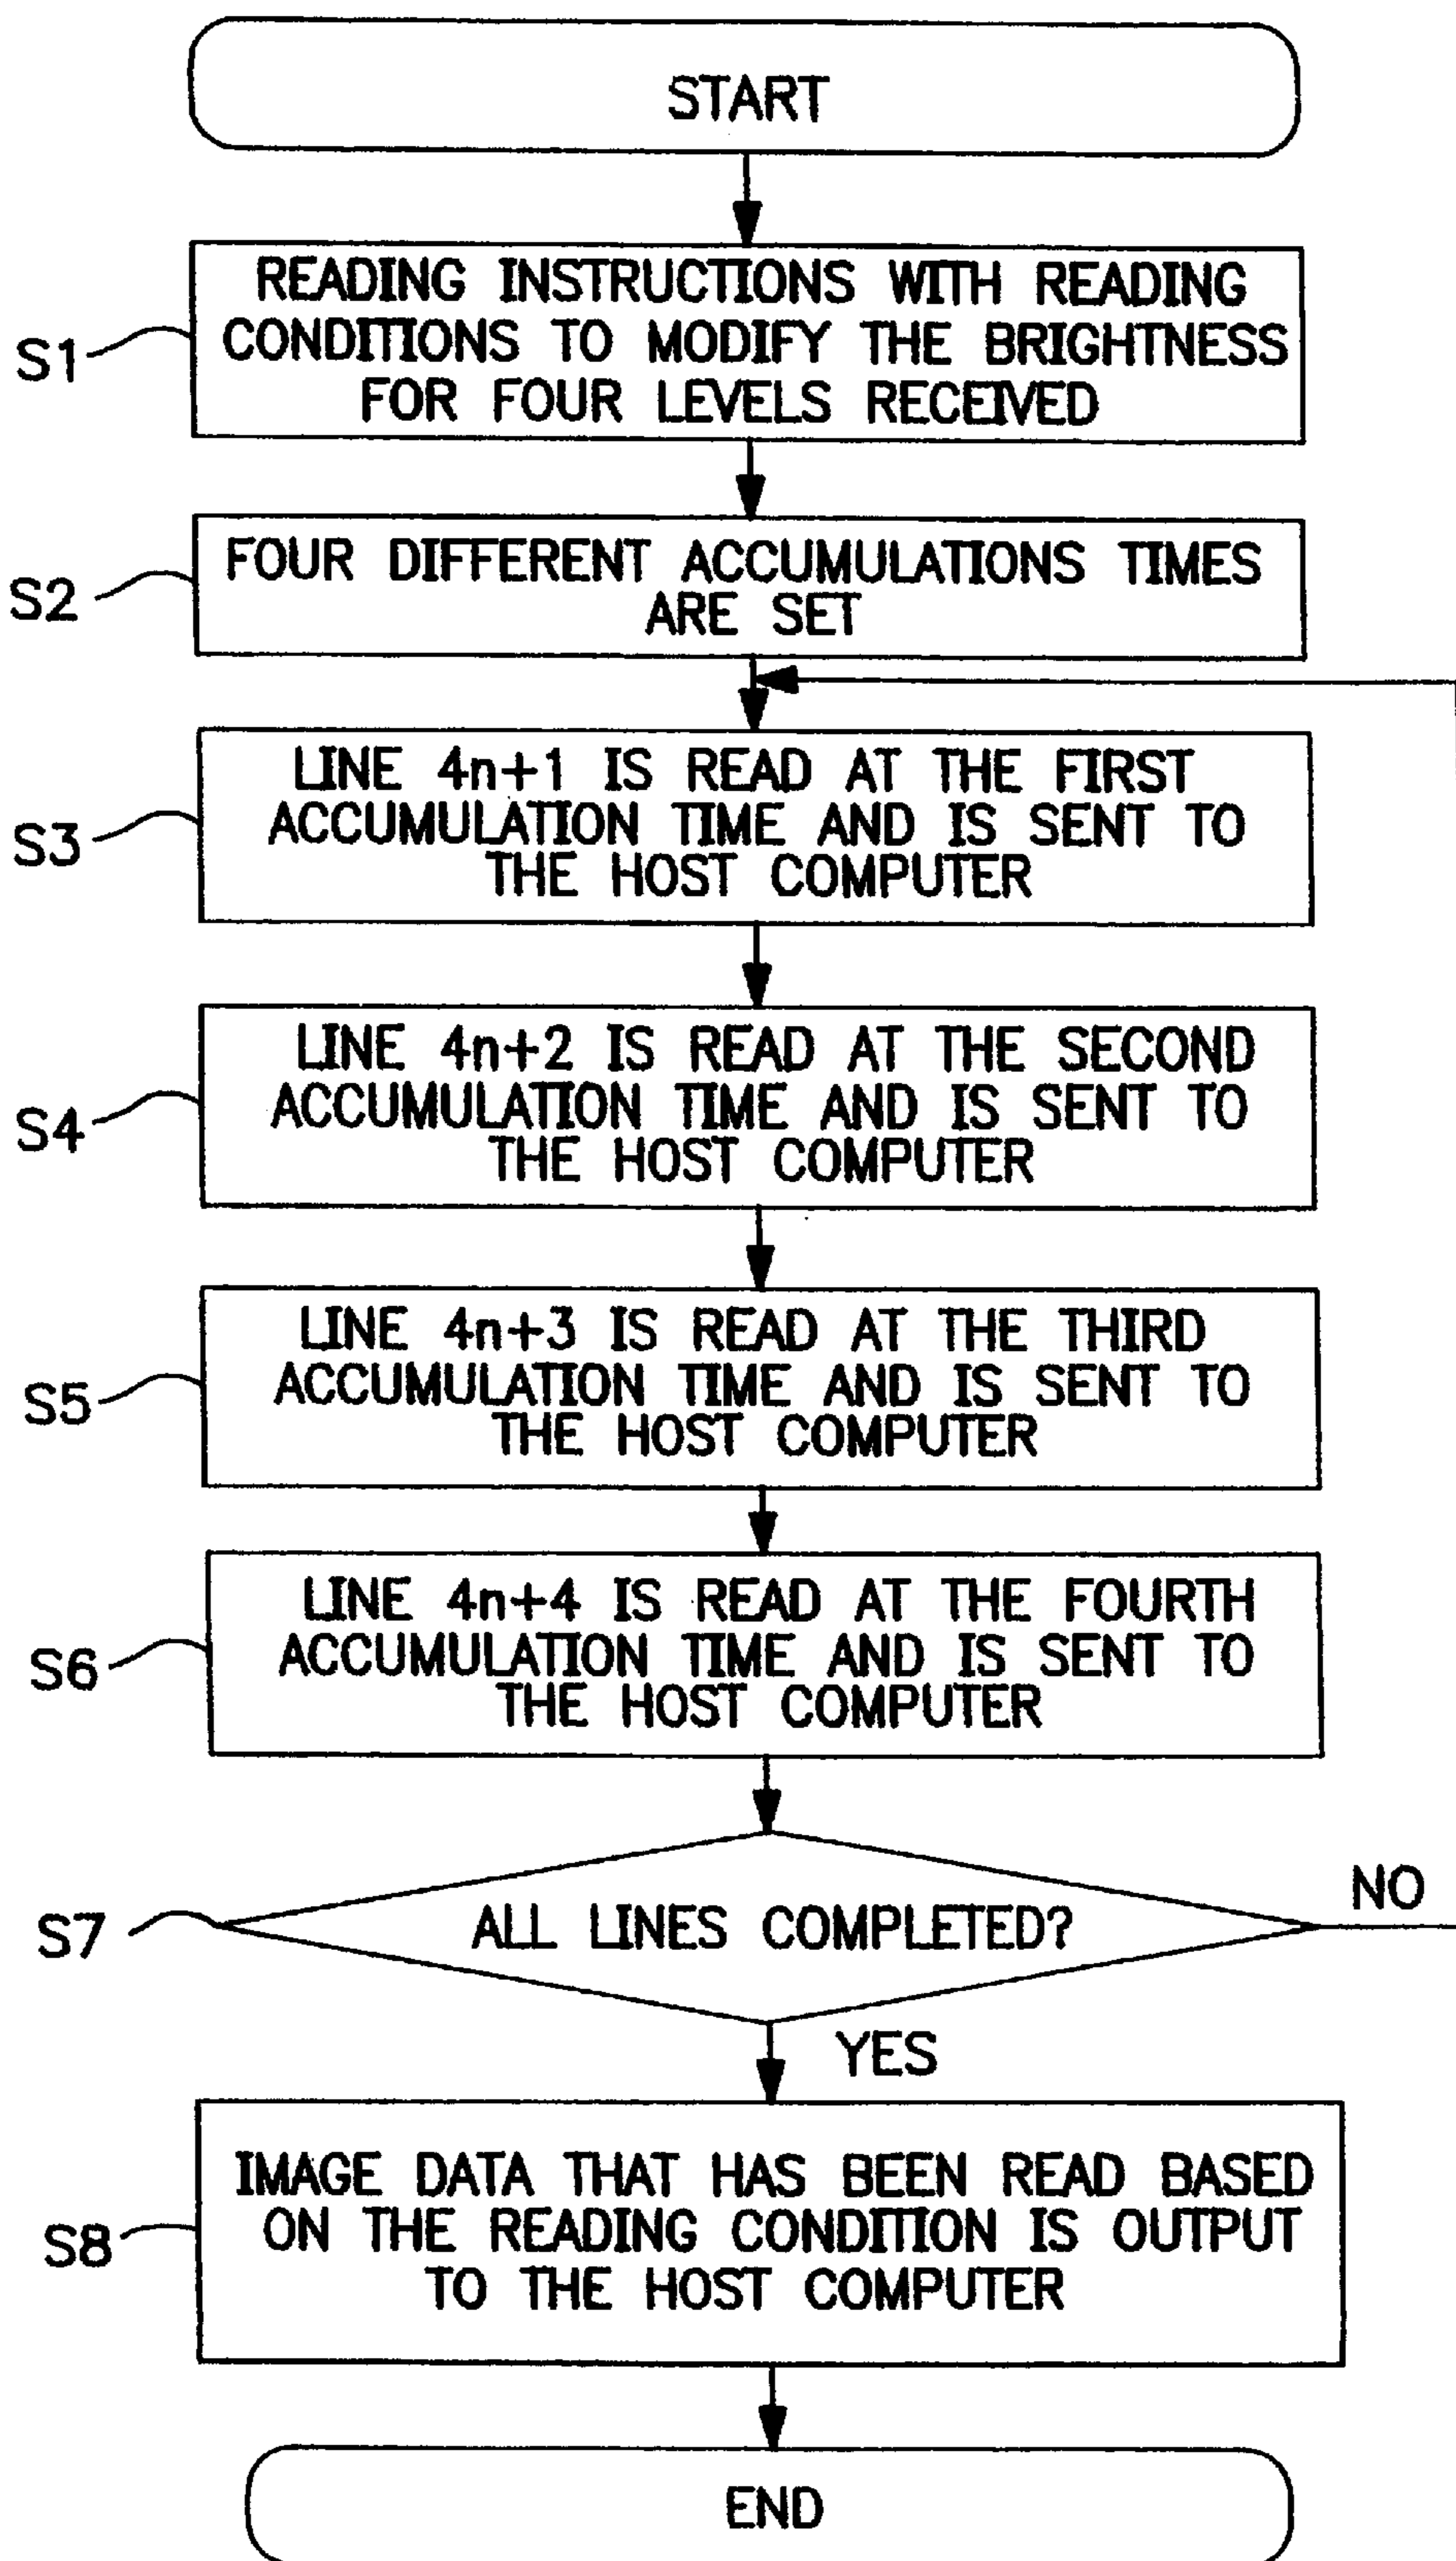 START
S1
READING INSTRUCTIONS WITH READING
CONDITIONS TO MODIFY THE BRIGHTNESS
FOR FOUR LEVELS RECEIVED
S2
FOUR DIFFERENT ACCUMULATIONS TIMES
ARE SET
S3
LINE 4n+1 IS READ AT THE FIRST
ACCUMULATION TIME AND IS SENT TO
THE HOST COMPUTER
S4
LINE 4n+2 IS READ AT THE SECOND
ACCUMULATION TIME AND IS SENT TO
THE HOST COMPUTER
S5
LINE 4n+3 IS READ AT THE THIRD
ACCUMULATION TIME AND IS SENT TO
THE HOST COMPUTER
S6
LINE 4n+4 IS READ AT THE FOURTH
ACCUMULATION TIME AND IS SENT TO
THE HOST COMPUTER
S7
ALL LINES COMPLETED?
NO
YES
S8
IMAGE DATA THAT HAS BEEN READ BASED
ON THE READING CONDITION IS OUTPUT
TO THE HOST COMPUTER
END